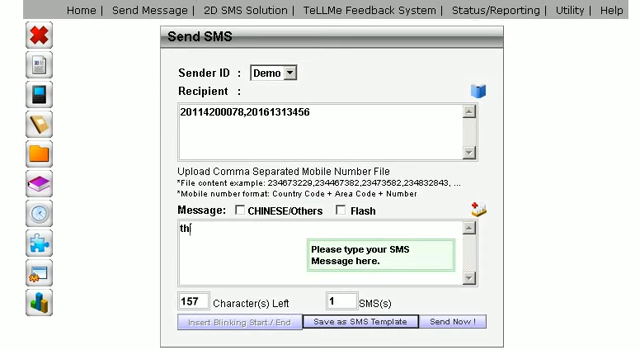 Home | Send Message | 2D SMS Solution | TeLLMe Feedback System | Status/Reporting | Utility | Help
Send SMS
Sender ID : Demo
Recipient :
20114200078,20161313456
Upload Comma Separated Mobile Number File
*File content example: 234673229,234467382,23473582,234832843, ...
*Mobile number format: Country Code + Area Code + Number
Message: CHINESE/Others Flash
th
Please type your SMS
Message here.
157 Character(s) Left 1 SMS(s)
Insert Blinking Start / End Save as SMS Template Send Now !